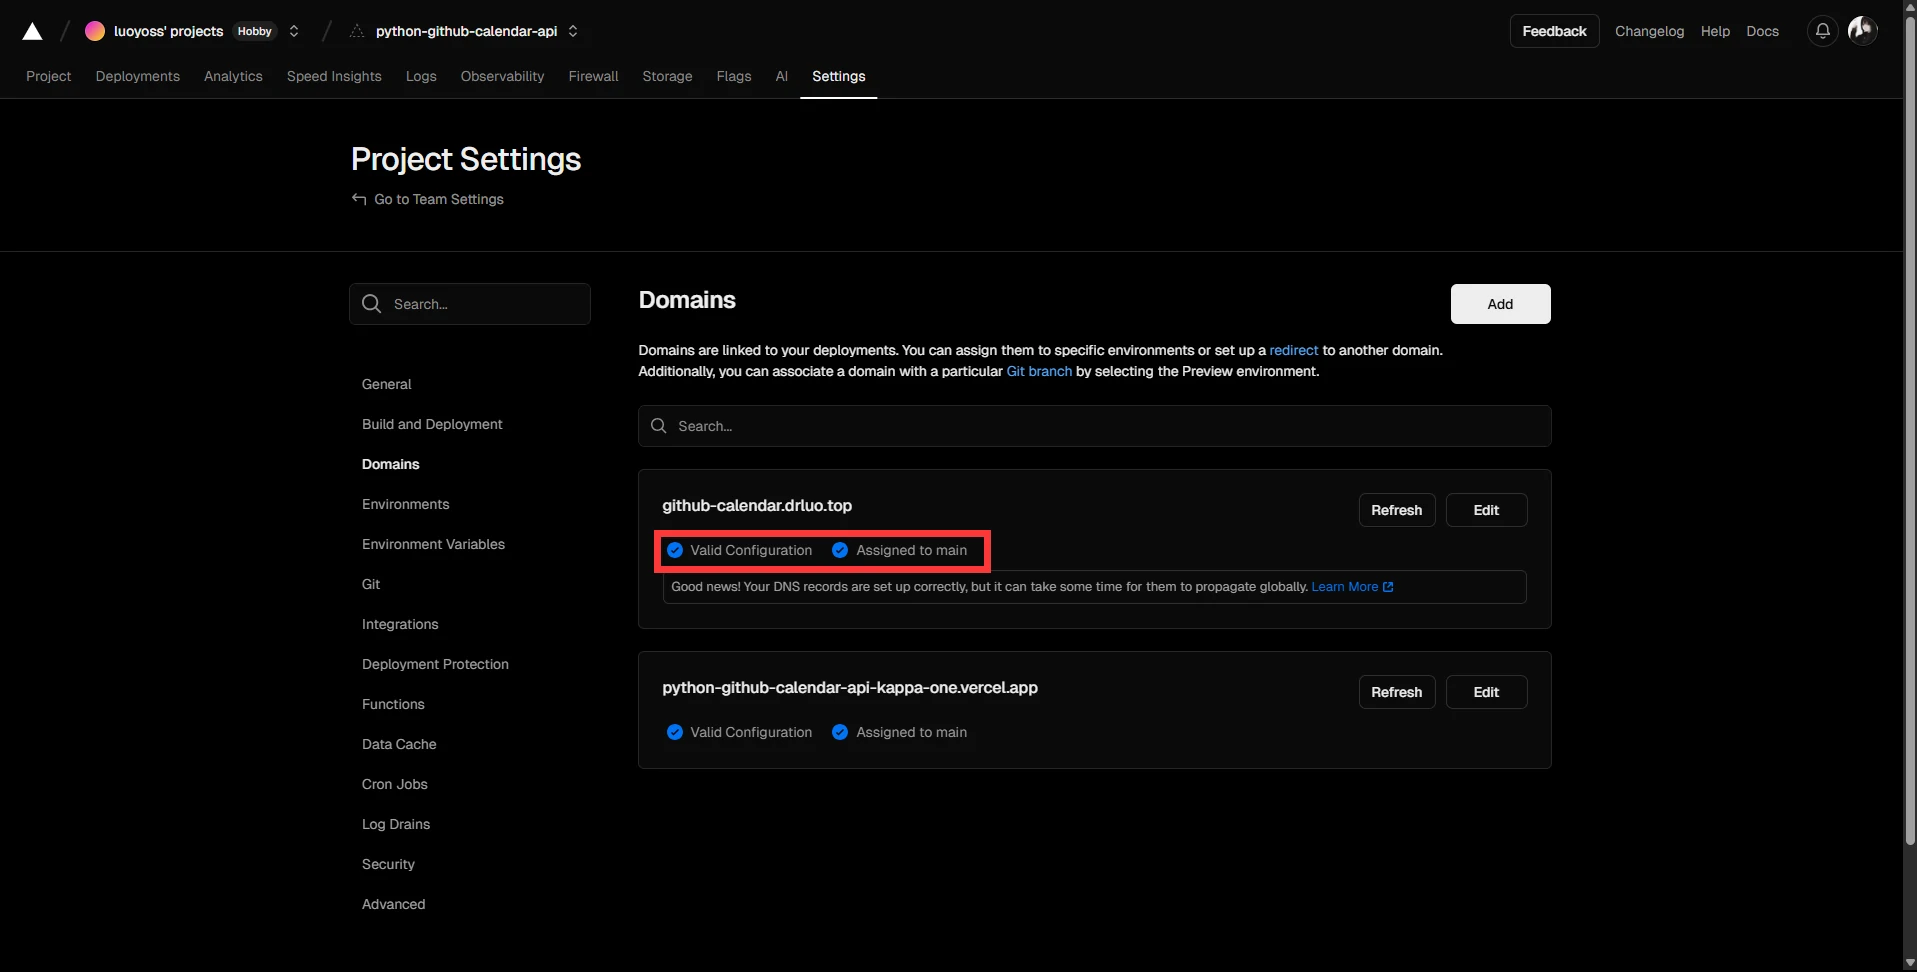 luoyoss' projects Hobby python-github-calendar-api Feedback Changelog Help Docs
Project Deployments Analytics Speed Insights Logs Observability Firewall Storage Flags AI Settings
Project Settings
Go to Team Settings
Search...
General
Build and Deployment
Domains
Environments
Environment Variables
Git
Integrations
Deployment Protection
Functions
Data Cache
Cron Jobs
Log Drains
Security
Advanced
Domains
Add
Domains are linked to your deployments. You can assign them to specific environments or set up a redirect to another domain.
Additionally, you can associate a domain with a particular Git branch by selecting the Preview environment.
Search...
github-calendar.drluo.top
Refresh Edit
Valid Configuration Assigned to main
Good news! Your DNS records are set up correctly, but it can take some time for them to propagate globally. Learn More
python-github-calendar-api-kappa-one.vercel.app
Refresh Edit
Valid Configuration Assigned to main